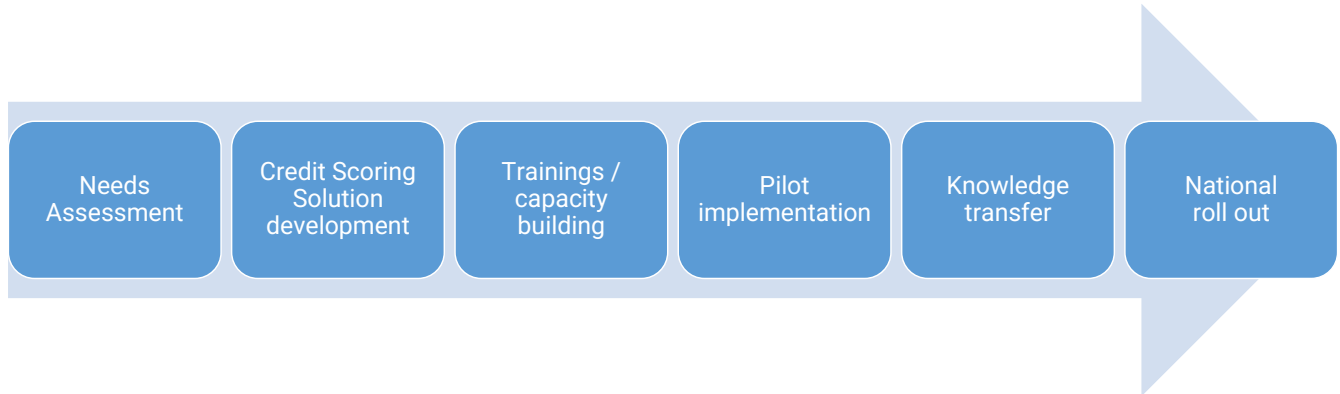 Needs
Assessment
Credit Scoring
Solution
development
Trainings /
capacity
building
Pilot
implementation
Knowledge
transfer
National
roll out